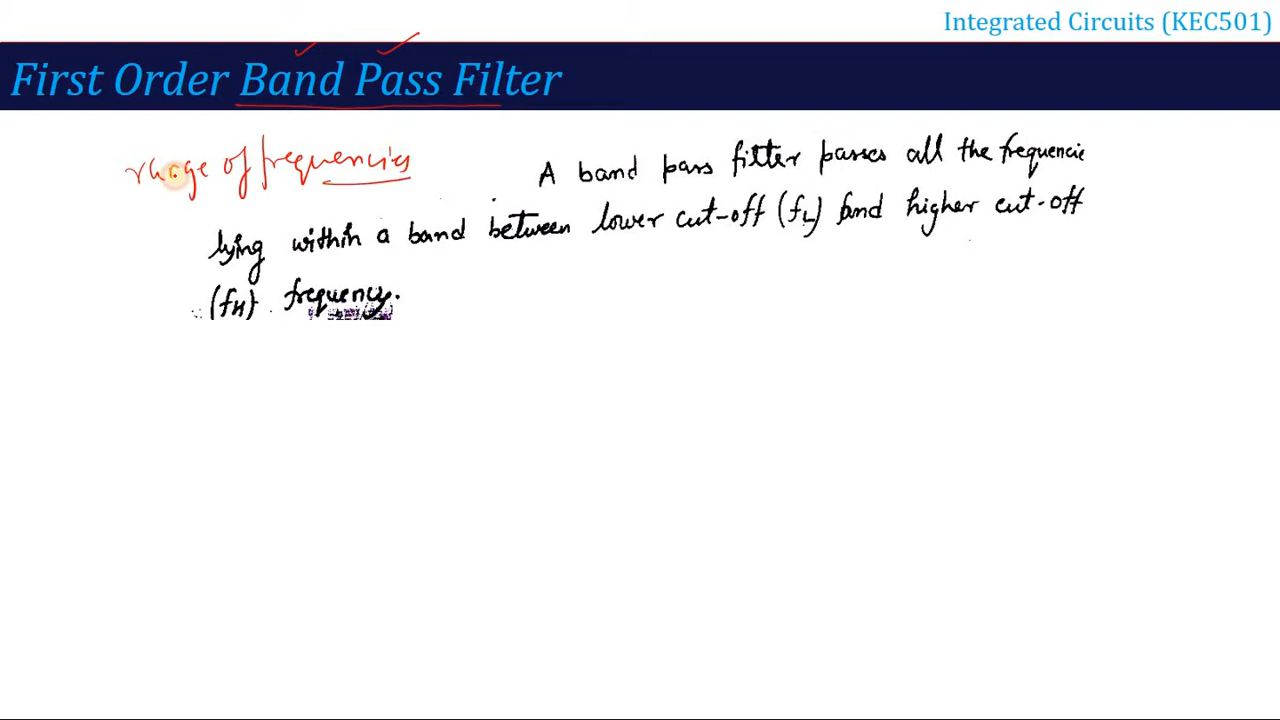 Integrated Circuits (KEC501)
First Order Band Pass Filter
range of frequencies
A band pass filter passes all the frequencie
lying within a band between lower cut-off (fL) and higher cut-off
(fH) frequency.